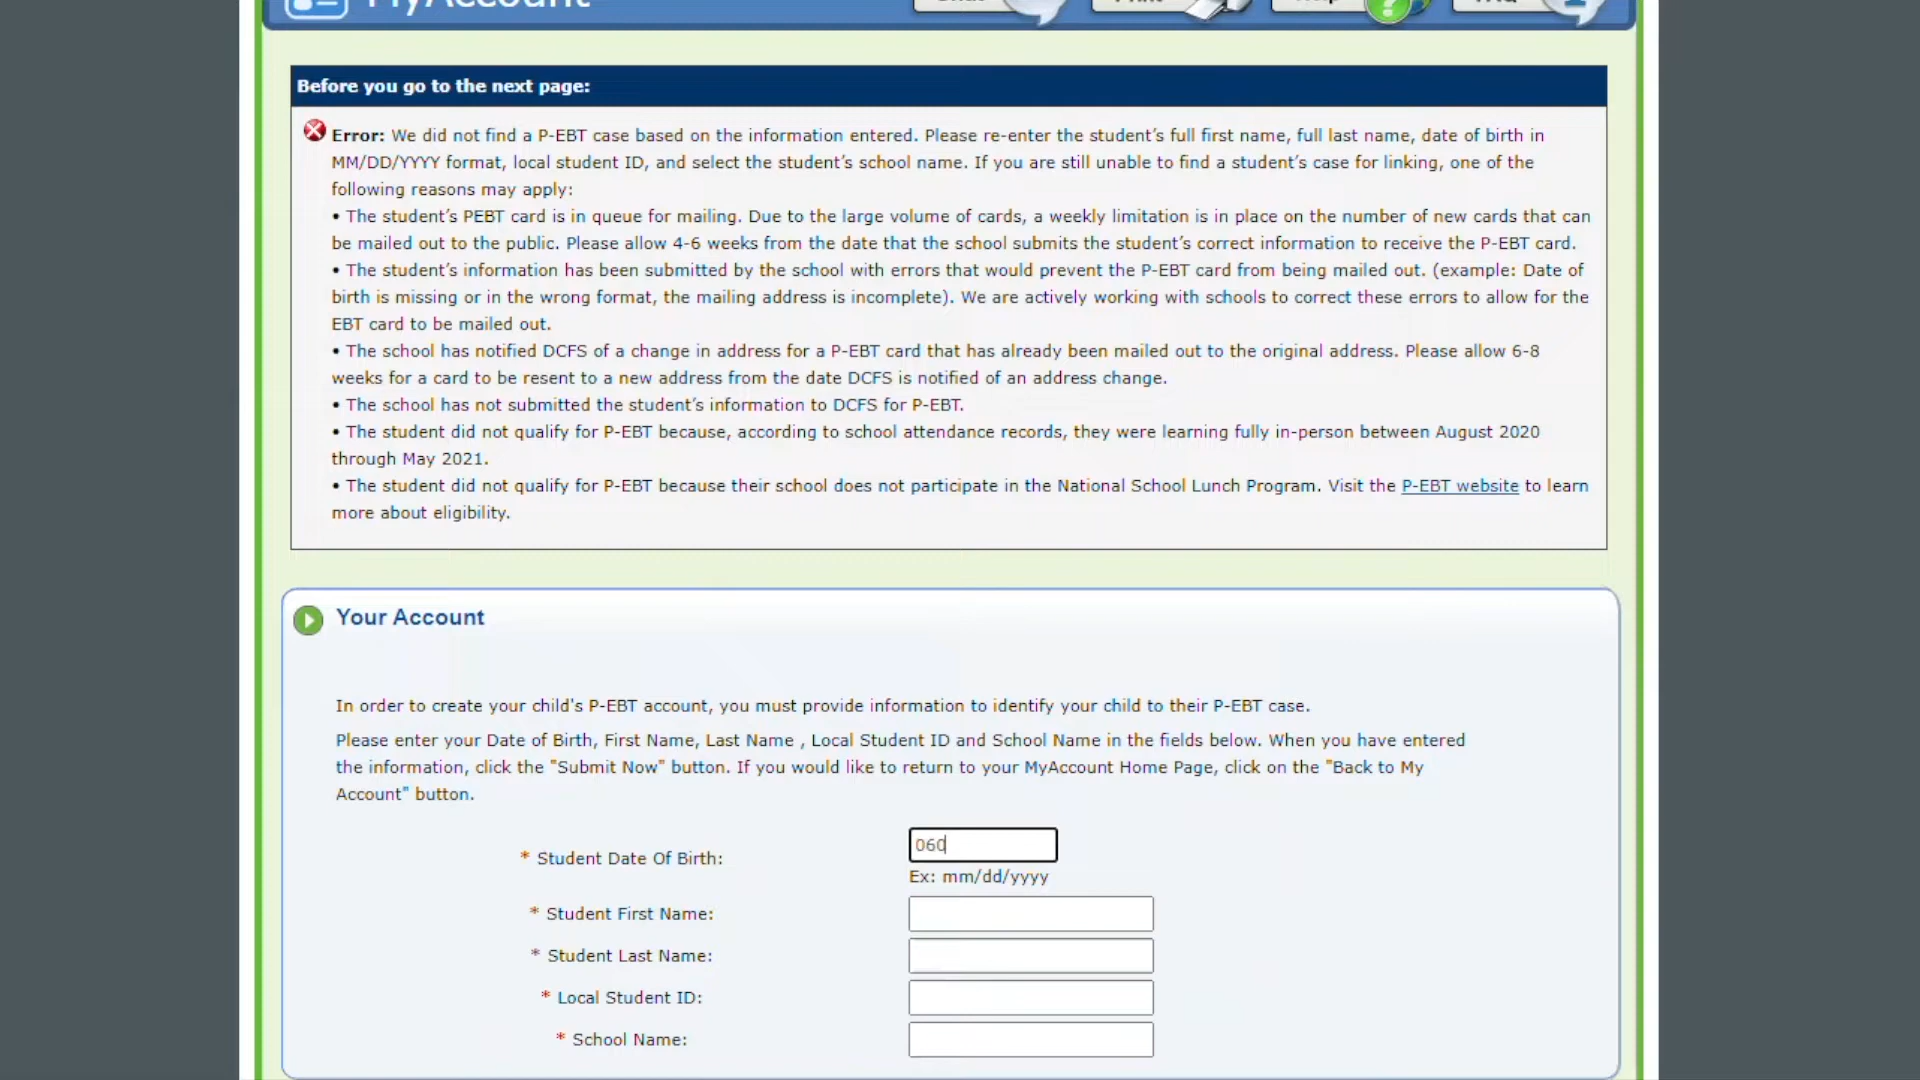 MyAccount
Before you go to the next page:
Error: We did not find a P-EBT case based on the information entered. Please re-enter the student's full first name, full last name, date of birth in
MM/DD/YYYY format, local student ID, and select the student's school name. If you are still unable to find a student's case for linking, one of the
following reasons may apply:
• The student's PEBT card is in queue for mailing. Due to the large volume of cards, a weekly limitation is in place on the number of new cards that can
be mailed out to the public. Please allow 4-6 weeks from the date that the school submits the student's correct information to receive the P-EBT card.
• The student's information has been submitted by the school with errors that would prevent the P-EBT card from being mailed out. (example: Date of
birth is missing or in the wrong format, the mailing address is incomplete). We are actively working with schools to correct these errors to allow for the
EBT card to be mailed out.
• The school has notified DCFS of a change in address for a P-EBT card that has already been mailed out to the original address. Please allow 6-8
weeks for a card to be resent to a new address from the date DCFS is notified of an address change.
• The school has not submitted the student's information to DCFS for P-EBT.
• The student did not qualify for P-EBT because, according to school attendance records, they were learning fully in-person between August 2020
through May 2021.
• The student did not qualify for P-EBT because their school does not participate in the National School Lunch Program. Visit the P-EBT website to learn
more about eligibility.
Your Account
In order to create your child's P-EBT account, you must provide information to identify your child to their P-EBT case.
Please enter your Date of Birth, First Name, Last Name , Local Student ID and School Name in the fields below. When you have entered
the information, click the "Submit Now" button. If you would like to return to your MyAccount Home Page, click on the "Back to My
Account" button.
* Student Date Of Birth: 060
Ex: mm/dd/yyyy
* Student First Name:
* Student Last Name:
* Local Student ID:
* School Name: